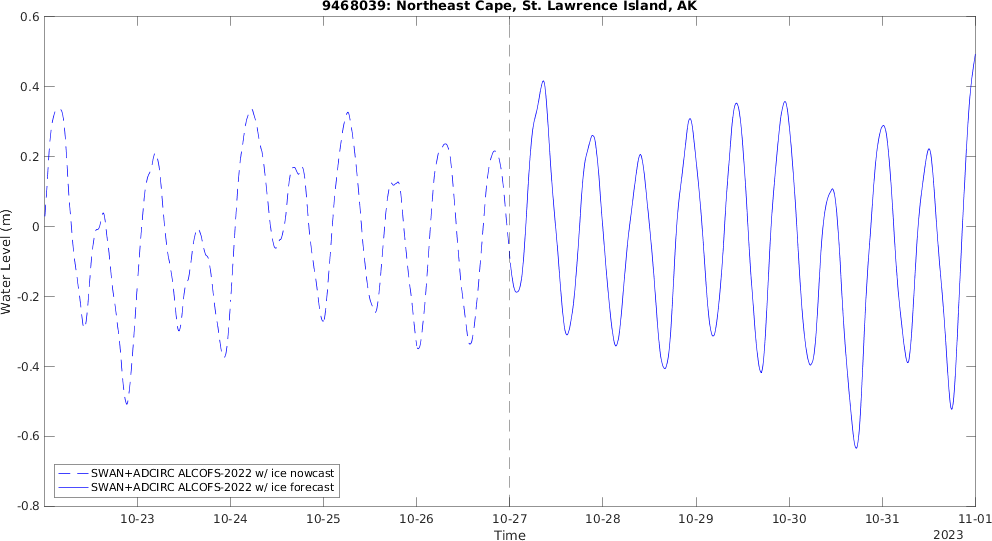 9468039: Northeast Cape, St. Lawrence Island, AK
Water Level (m)
0.6
0.4
0.2
0
-0.2
-0.4
-0.6
-0.8
SWAN+ADCIRC ALCOFS-2022 w/ ice nowcast
SWAN+ADCIRC ALCOFS-2022 w/ ice forecast
10-23 10-24 10-25 10-26 10-27 10-28 10-29 10-30 10-31 11-01
Time
2023